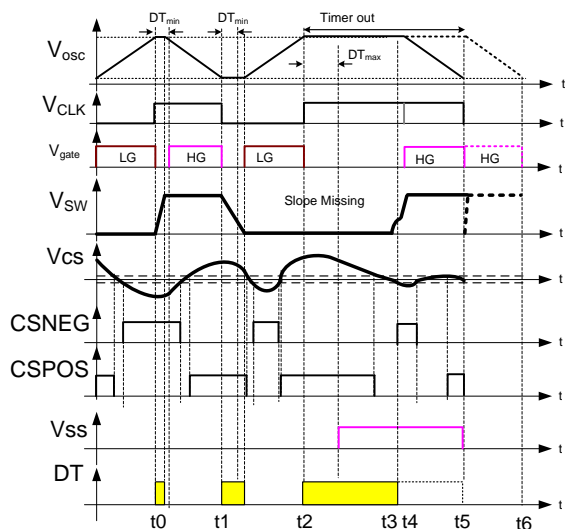 DTmin DTmin Timer out
Vosc DTmax t
VCLK t
Vgate LG HG LG HG HG t
VSW Slope Missing t
Vcs t
CSNEG t
CSPOS t
Vss t
DT t
t0 t1 t2 t3 t4 t5 t6